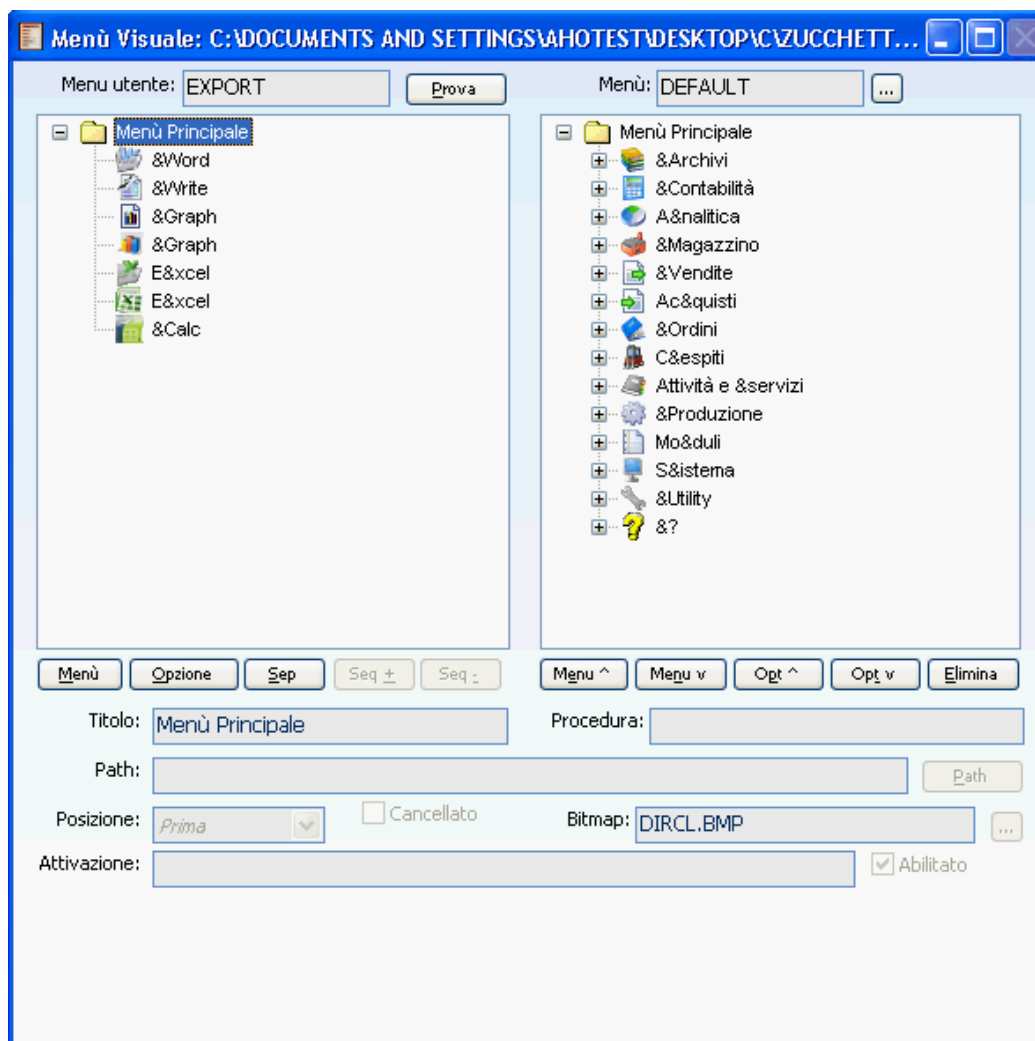 Menù Visuale: C:\DOCUMENTS AND SETTINGS\AHOTEST\DESKTOP\C\ZUCCHETT...
Menu utente: EXPORT Prova Menù: DEFAULT ...
Menù Principale
&Word
&Write
&Graph
&Graph
E&xcel
E&xcel
&Calc
Menù Principale
&Archivi
&Contabilità
A&nalitica
&Magazzino
&Vendite
Ac&quisti
&Ordini
C&espiti
Attività e &servizi
&Produzione
Mo&duli
S&istema
&Utility
&?
Menù Opzione Sep Seq + Seq - Menu ^ Menu v Opt ^ Opt v Elimina
Titolo: Menù Principale Procedura:
Path: Path
Posizione: Prima Cancellato Bitmap: DIRCL.BMP ...
Attivazione: Abilitato